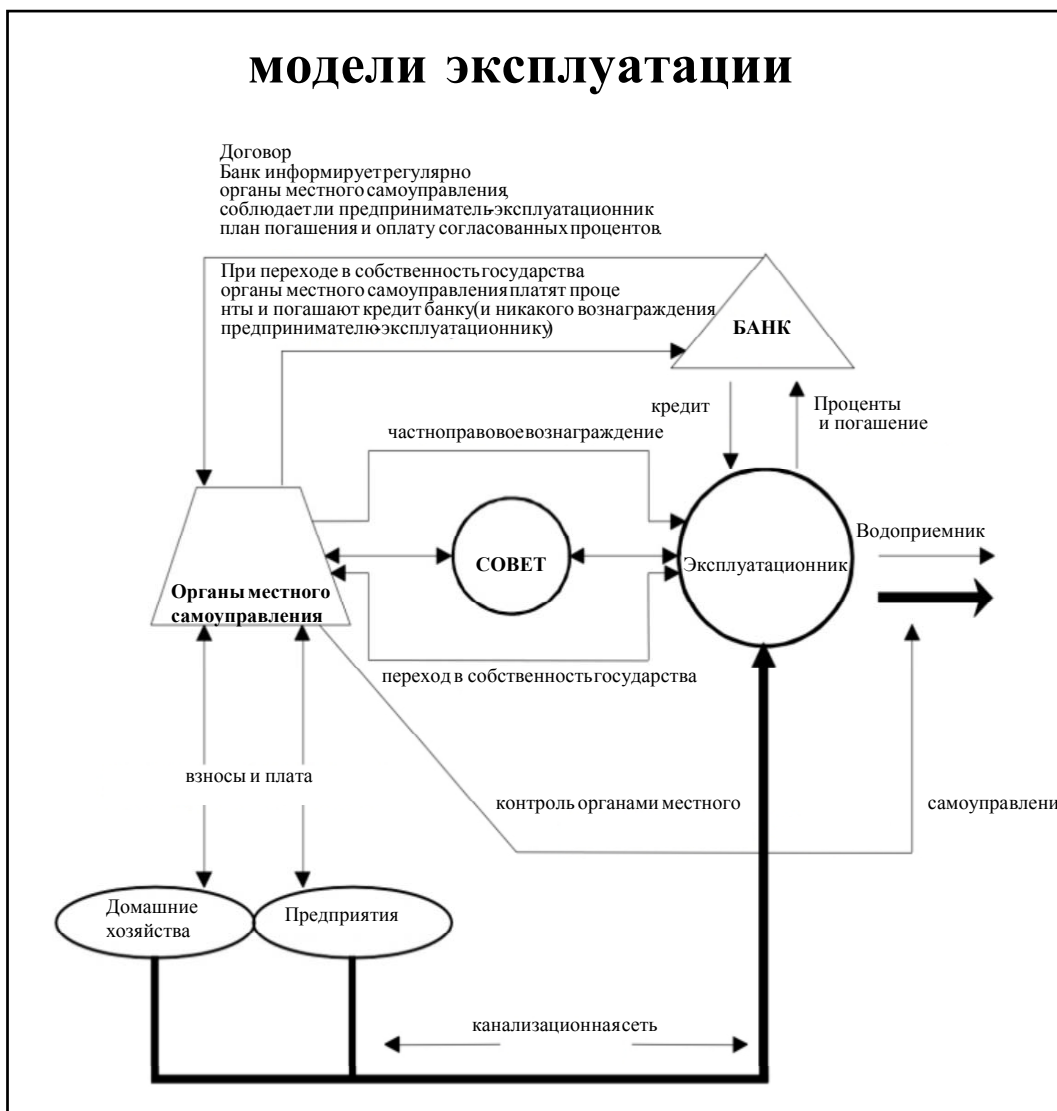 модели эксплуатации
Договор
Банк информирует регулярно
органы местного самоуправления,
соблюдает ли предприниматель-эксплуатационник
план погашения и оплату согласованных процентов.
При переходе в собственность государства
органы местного самоуправления платят проце
нты и погашают кредит банку (и никакого вознаграждения
предпринимателю-эксплуатационнику)
БАНК
кредит
Проценты
и погашение
частноправовое вознаграждение
Водоприемник
СОВЕТ
Эксплуатационник
Органы местного
самоуправления
переход в собственность государства
взносы и плата
контроль органами местного
самоуправлени
Домашние
хозяйства
Предприятия
канализационная сеть